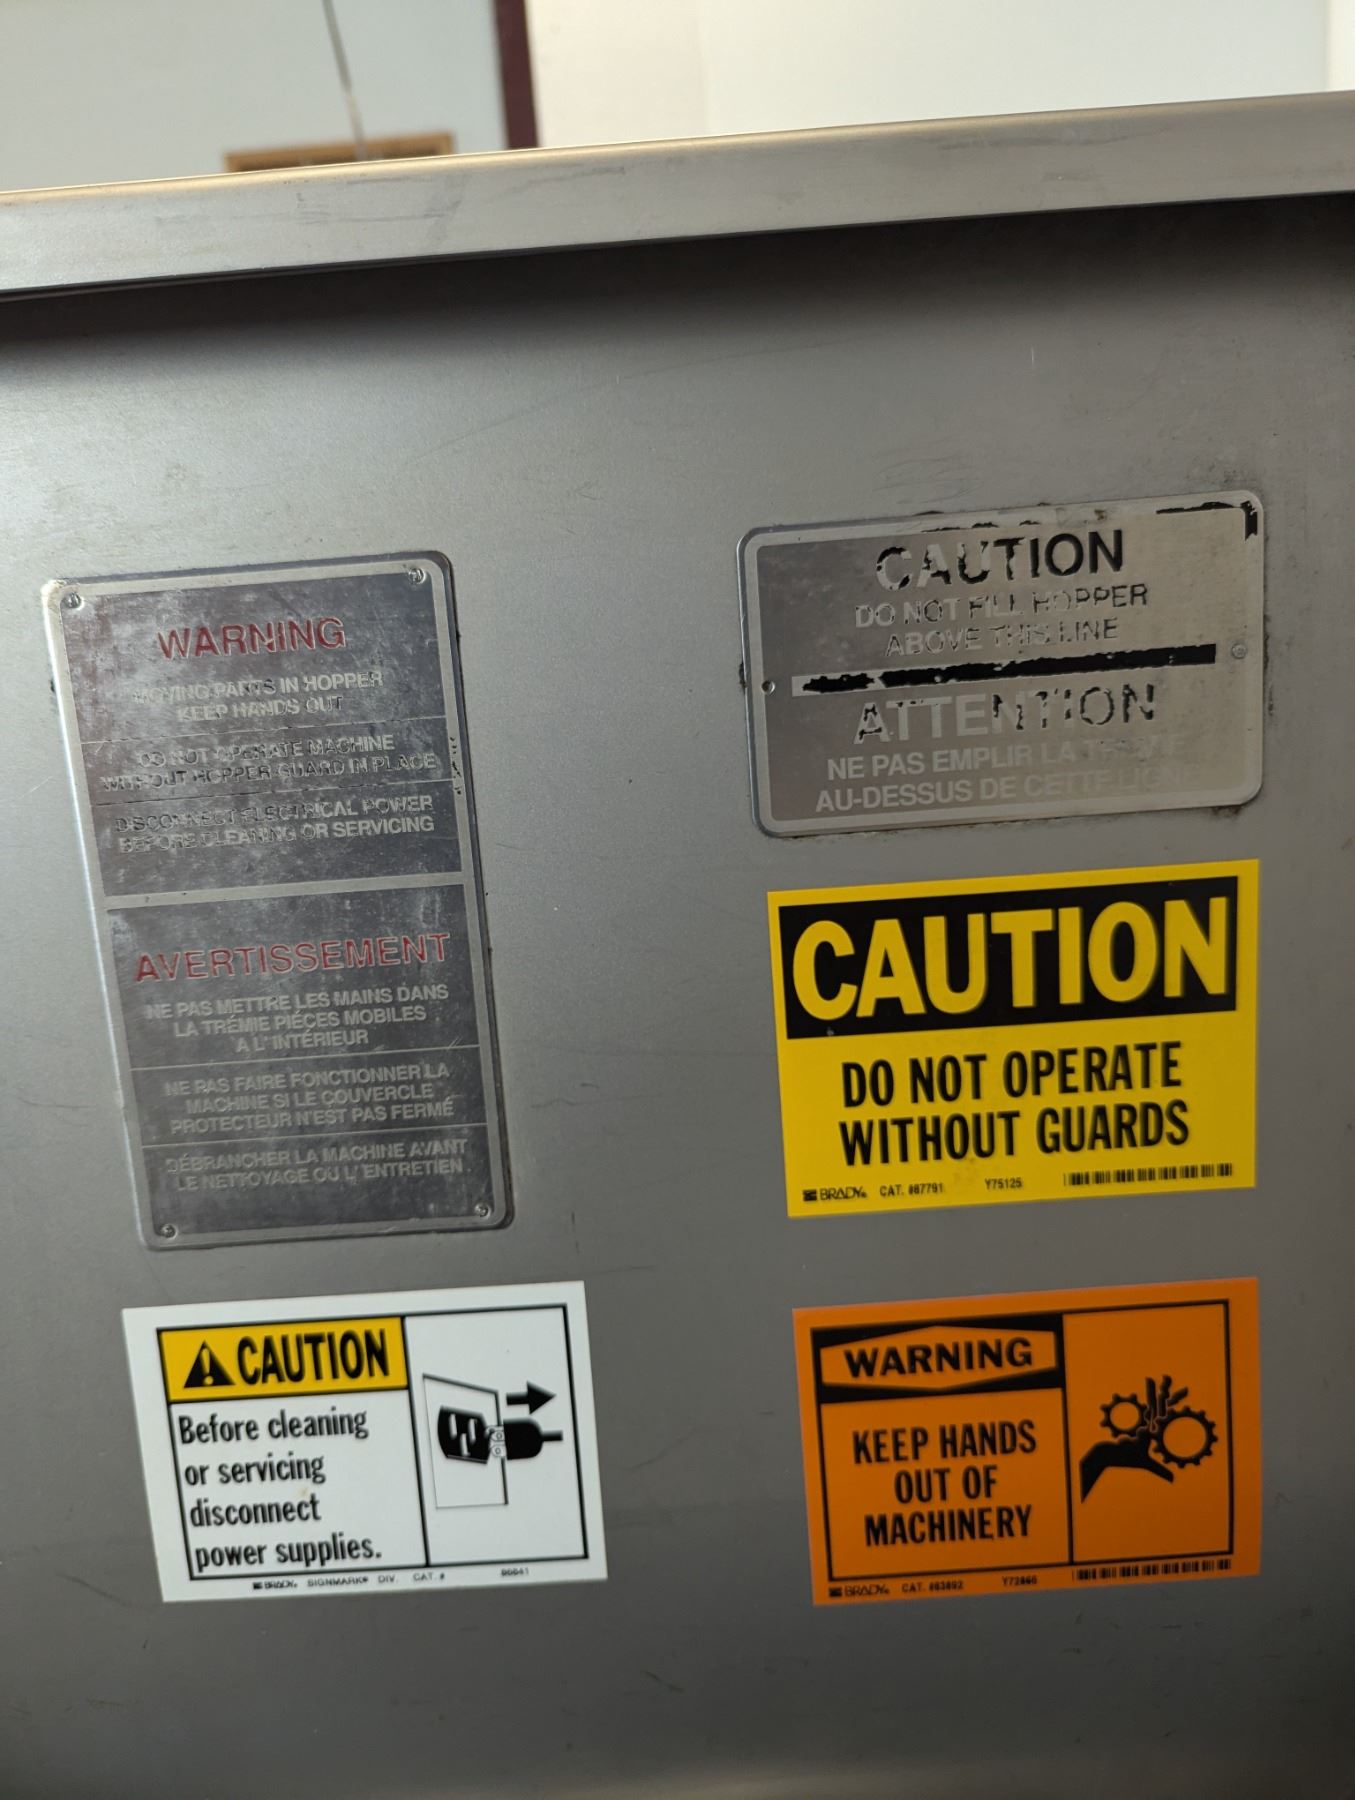 WARNING
MOVING PARTS IN HOPPER
KEEP HANDS OUT
DO NOT OPERATE MACHINE
WITHOUT HOPPER GUARD IN PLACE
DISCONNECT ELECTRICAL POWER
BEFORE CLEANING OR SERVICING
AVERTISSEMENT
NE PAS METTRE LES MAINS DANS
LA TRÉMIE PIÉCES MOBILES
A L'INTÉRIEUR
NE PAS FAIRE FONCTIONNER LA
MACHINE SI LE COUVERCLE
PROTECTEUR N'EST PAS FERMÉ
DÉBRANCHER LA MACHINE AVANT
LE NETTOYAGE OU L'ENTRETIEN
CAUTION
DO NOT FILL HOPPER
ABOVE THIS LINE
ATTENTION
NE PAS EMPLIR LA TRÉMIE
AU-DESSUS DE CETTE LIGNE
CAUTION
DO NOT OPERATE
WITHOUT GUARDS
BRADY® CAT. #87791 Y75125
CAUTION
Before cleaning
or servicing
disconnect
power supplies.
BRADY® SIGNMARK® DIV. CAT. #
WARNING
KEEP HANDS
OUT OF
MACHINERY
BRADY® CAT. #83892